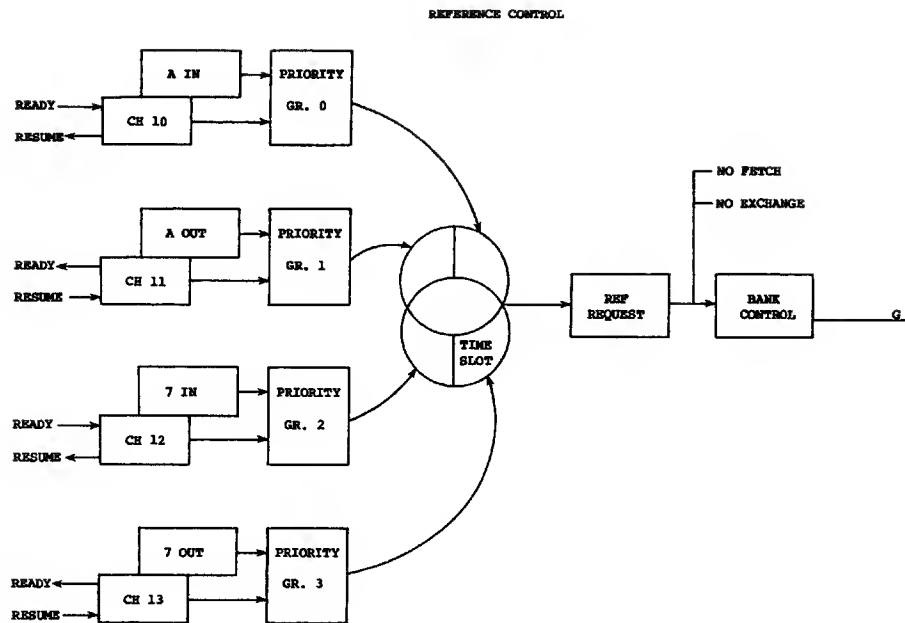 REFERENCE CONTROL
A IN
PRIORITY
GR. 0
READY
CH 10
RESUME
NO FETCH
NO EXCHANGE
A OUT
PRIORITY
GR. 1
READY
CH 11
RESUME
REF
REQUEST
BANK
CONTROL
G
TIME
SLOT
7 IN
PRIORITY
GR. 2
READY
CH 12
RESUME
7 OUT
PRIORITY
GR. 3
READY
CH 13
RESUME